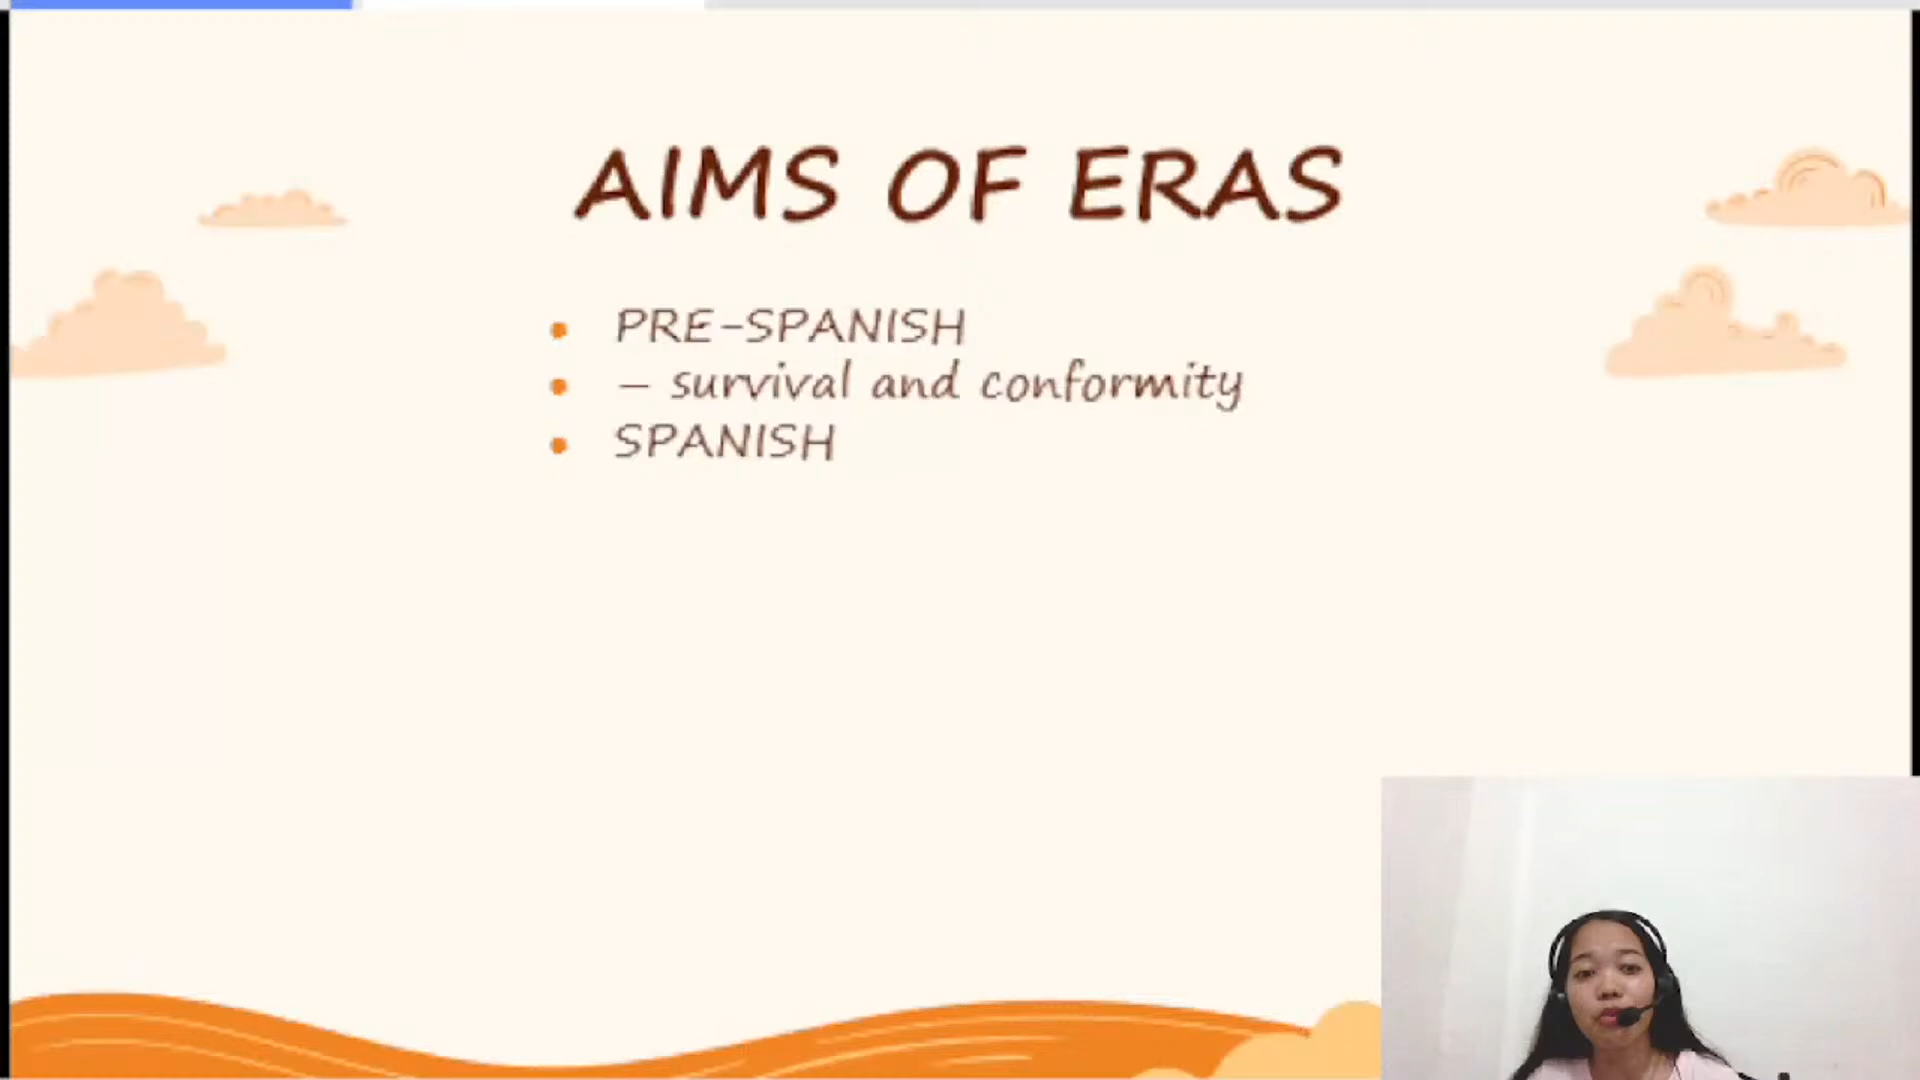 AIMS OF ERAS
• PRE-SPANISH
• – survival and conformity
• SPANISH